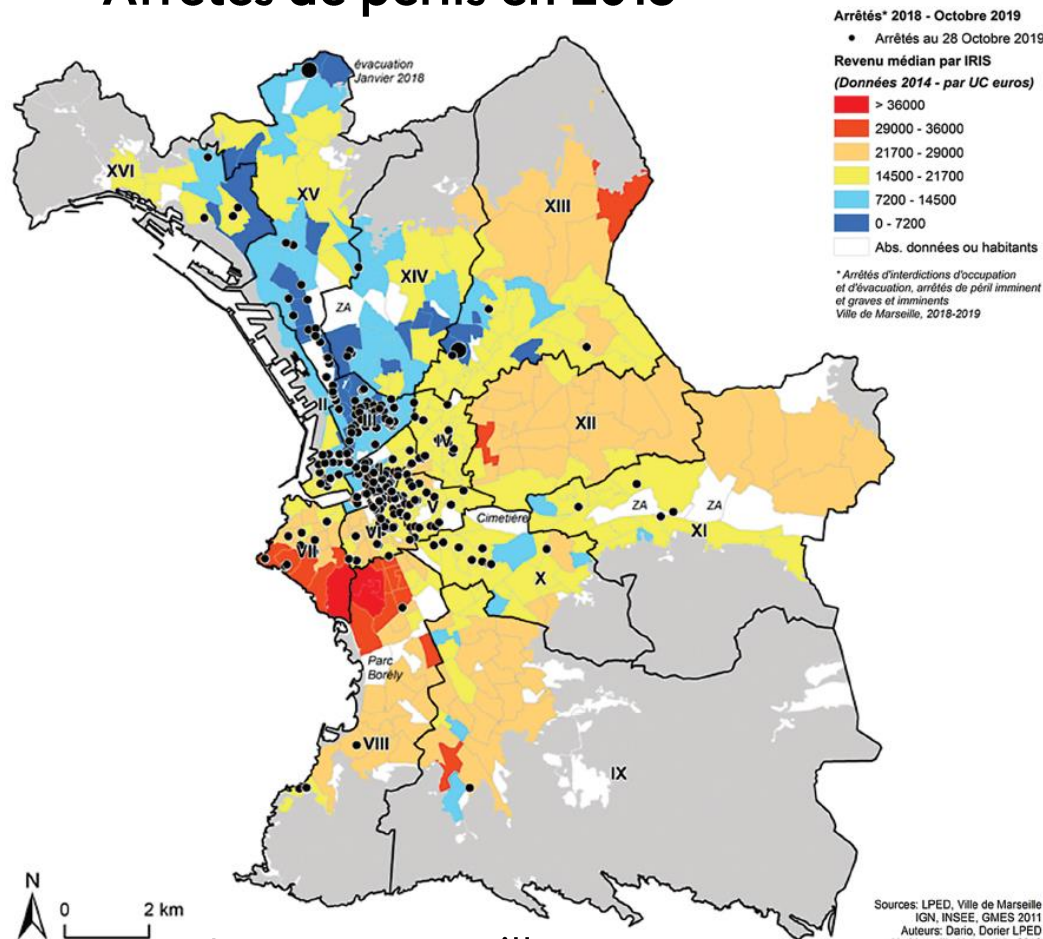 Arrêtés* 2018 - Octobre 2019
Arrêtés au 28 Octobre 2019
Revenu médian par IRIS
(Données 2014 - par UC euros)
> 36000
29000 - 36000
21700 - 29000
14500 - 21700
7200 - 14500
0 - 7200
Abs. données ou habitants
* Arrêtés d'interdictions d'occupation
et d'évacuation, arrêtés de péril imminent
et graves et imminents
Ville de Marseille, 2018-2019
évacuation
Janvier 2018
XVI
XV
XIII
XIV
ZA
II
III
IV
XII
I
V
ZA
ZA
Cimetière
XI
VI
VII
X
Parc
Borély
VIII
IX
N
0 2 km
Sources: LPED, Ville de Marseille
IGN, INSEE, GMES 2011
Auteurs: Dario, Dorier LPED